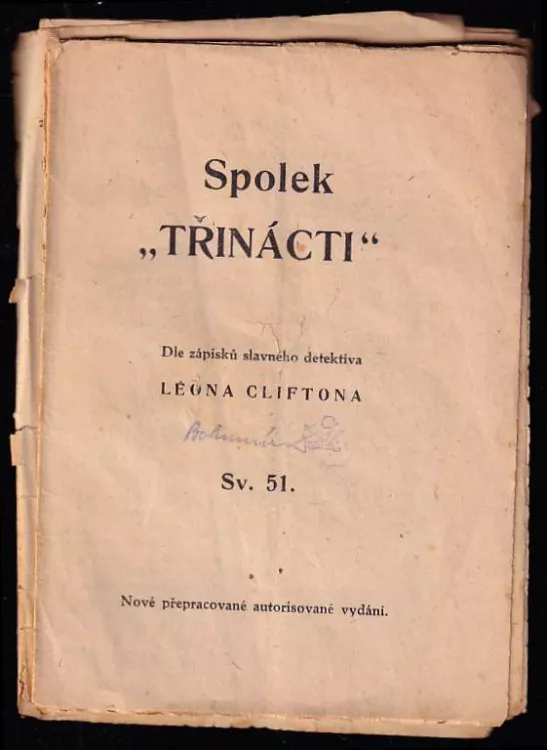 Spolek
„TŘINÁCTI“
Dle zápisků slavného detektiva
LÉONA CLIFTONA
Sv. 51.
Nové přepracované autorisované vydání.